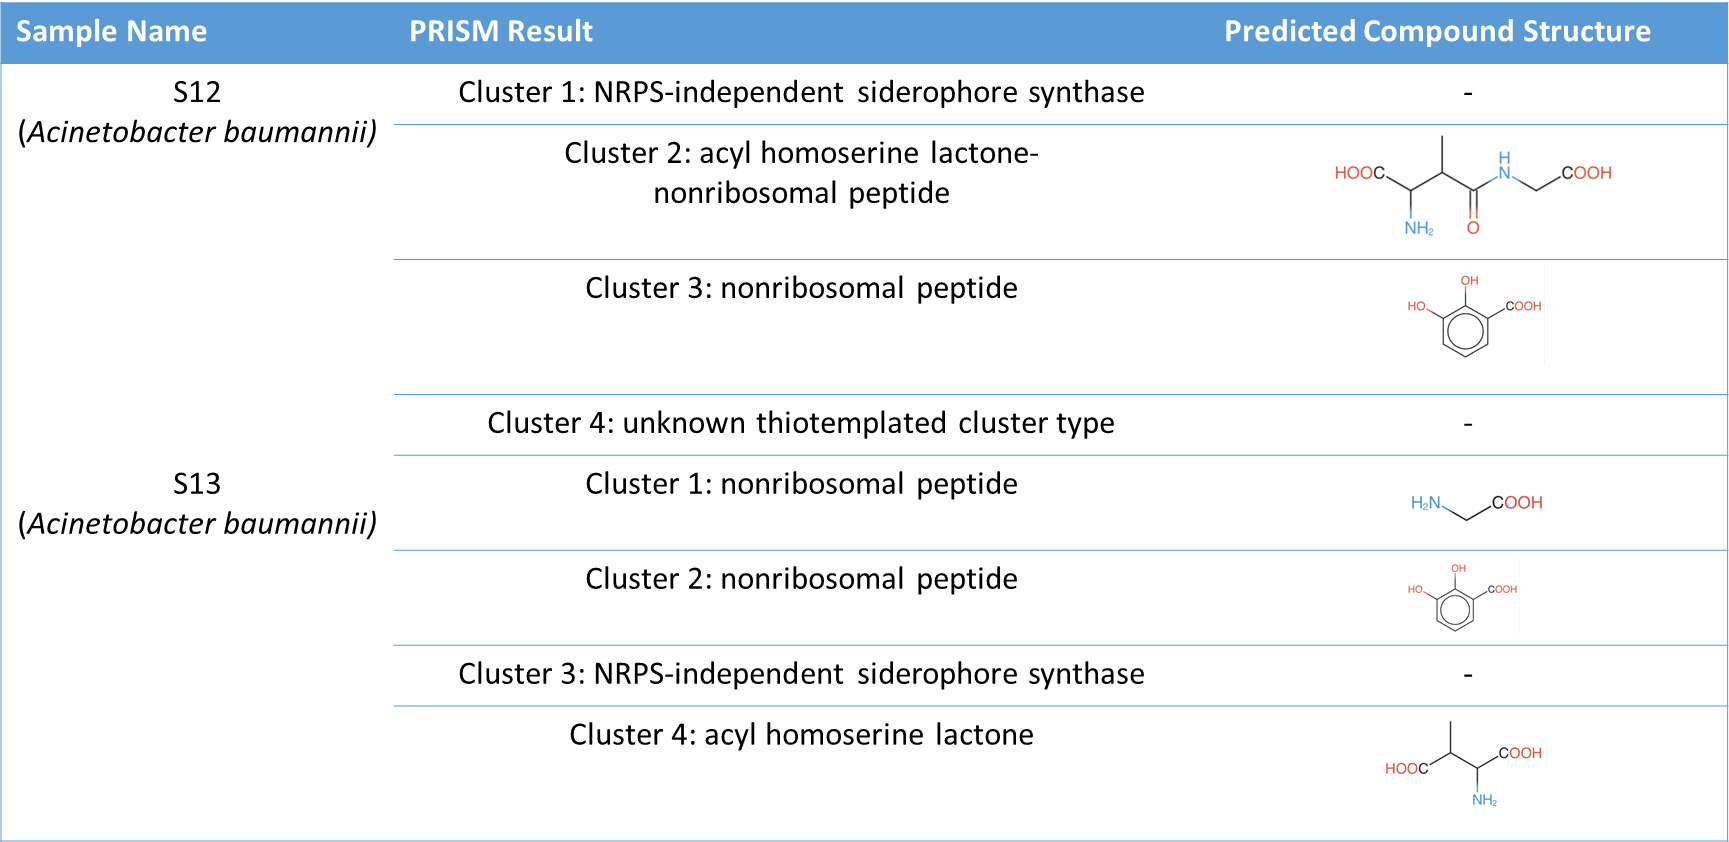 Sample Name PRISM Result Predicted Compound Structure
S12
(Acinetobacter baumannii)
Cluster 1: NRPS-independent siderophore synthase -
Cluster 2: acyl homoserine lactone-
nonribosomal peptide
HOOC
H
N
COOH
NH₂
O
Cluster 3: nonribosomal peptide
OH
HO
COOH
Cluster 4: unknown thiotemplated cluster type -
S13
(Acinetobacter baumannii)
Cluster 1: nonribosomal peptide
H₂N
COOH
Cluster 2: nonribosomal peptide
OH
HO
COOH
Cluster 3: NRPS-independent siderophore synthase -
Cluster 4: acyl homoserine lactone
COOH
HOOC
NH₂